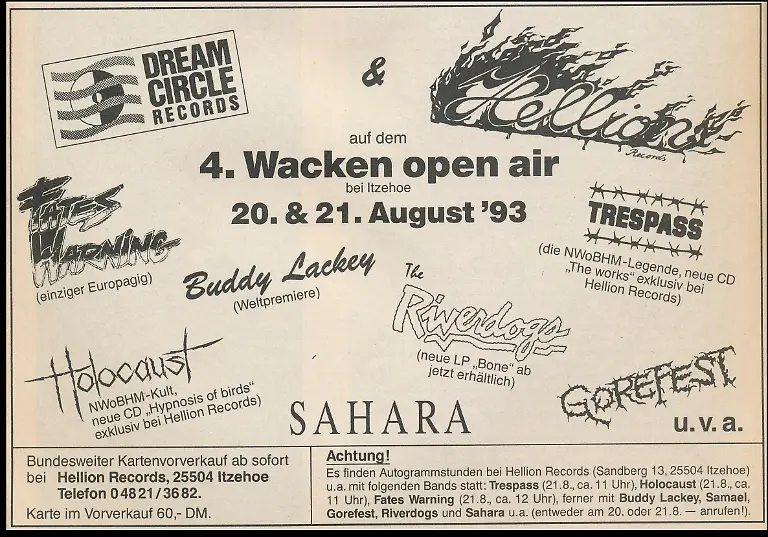 DREAM
CIRCLE
RECORDS
&
Hellion
Records
auf dem
4. Wacken open air
bei Itzehoe
20. & 21. August '93
FATES
WARNING
(einziger Europagig)
Buddy Lackey
(Weltpremiere)
The
Riverdogs
(neue LP „Bone" ab
jetzt erhältlich)
TRESPASS
(die NWoBHM-Legende, neue CD
„The works" exklusiv bei
Hellion Records)
Holocaust
NWoBHM-Kult,
neue CD „Hypnosis of birds"
exklusiv bei Hellion Records)
SAHARA
GOREFEST
u.v.a.
Bundesweiter Kartenvorverkauf ab sofort
bei Hellion Records, 25504 Itzehoe
Telefon 04821/3682.
Karte im Vorverkauf 60,- DM.
Achtung!
Es finden Autogrammstunden bei Hellion Records (Sandberg 13, 25504 Itzehoe)
u.a. mit folgenden Bands statt: Trespass (21.8., ca. 11 Uhr), Holocaust (21.8., ca.
11 Uhr), Fates Warning (21.8., ca. 12 Uhr), ferner mit Buddy Lackey, Samael,
Gorefest, Riverdogs und Sahara u.a. (entweder am 20. oder 21.8. — anrufen!).